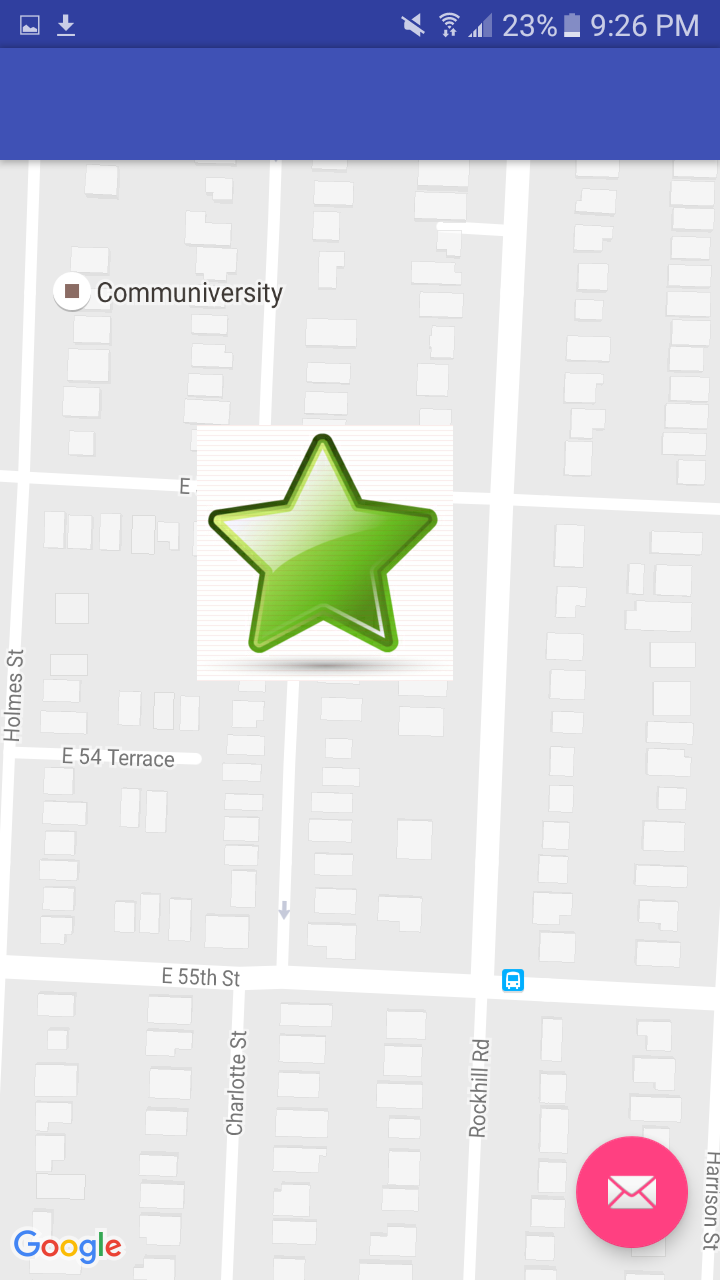 23% 9:26 PM
Communiversity
E
Holmes St
E 54 Terrace
E 55th St
Charlotte St
Rockhill Rd
Harrison St
Google